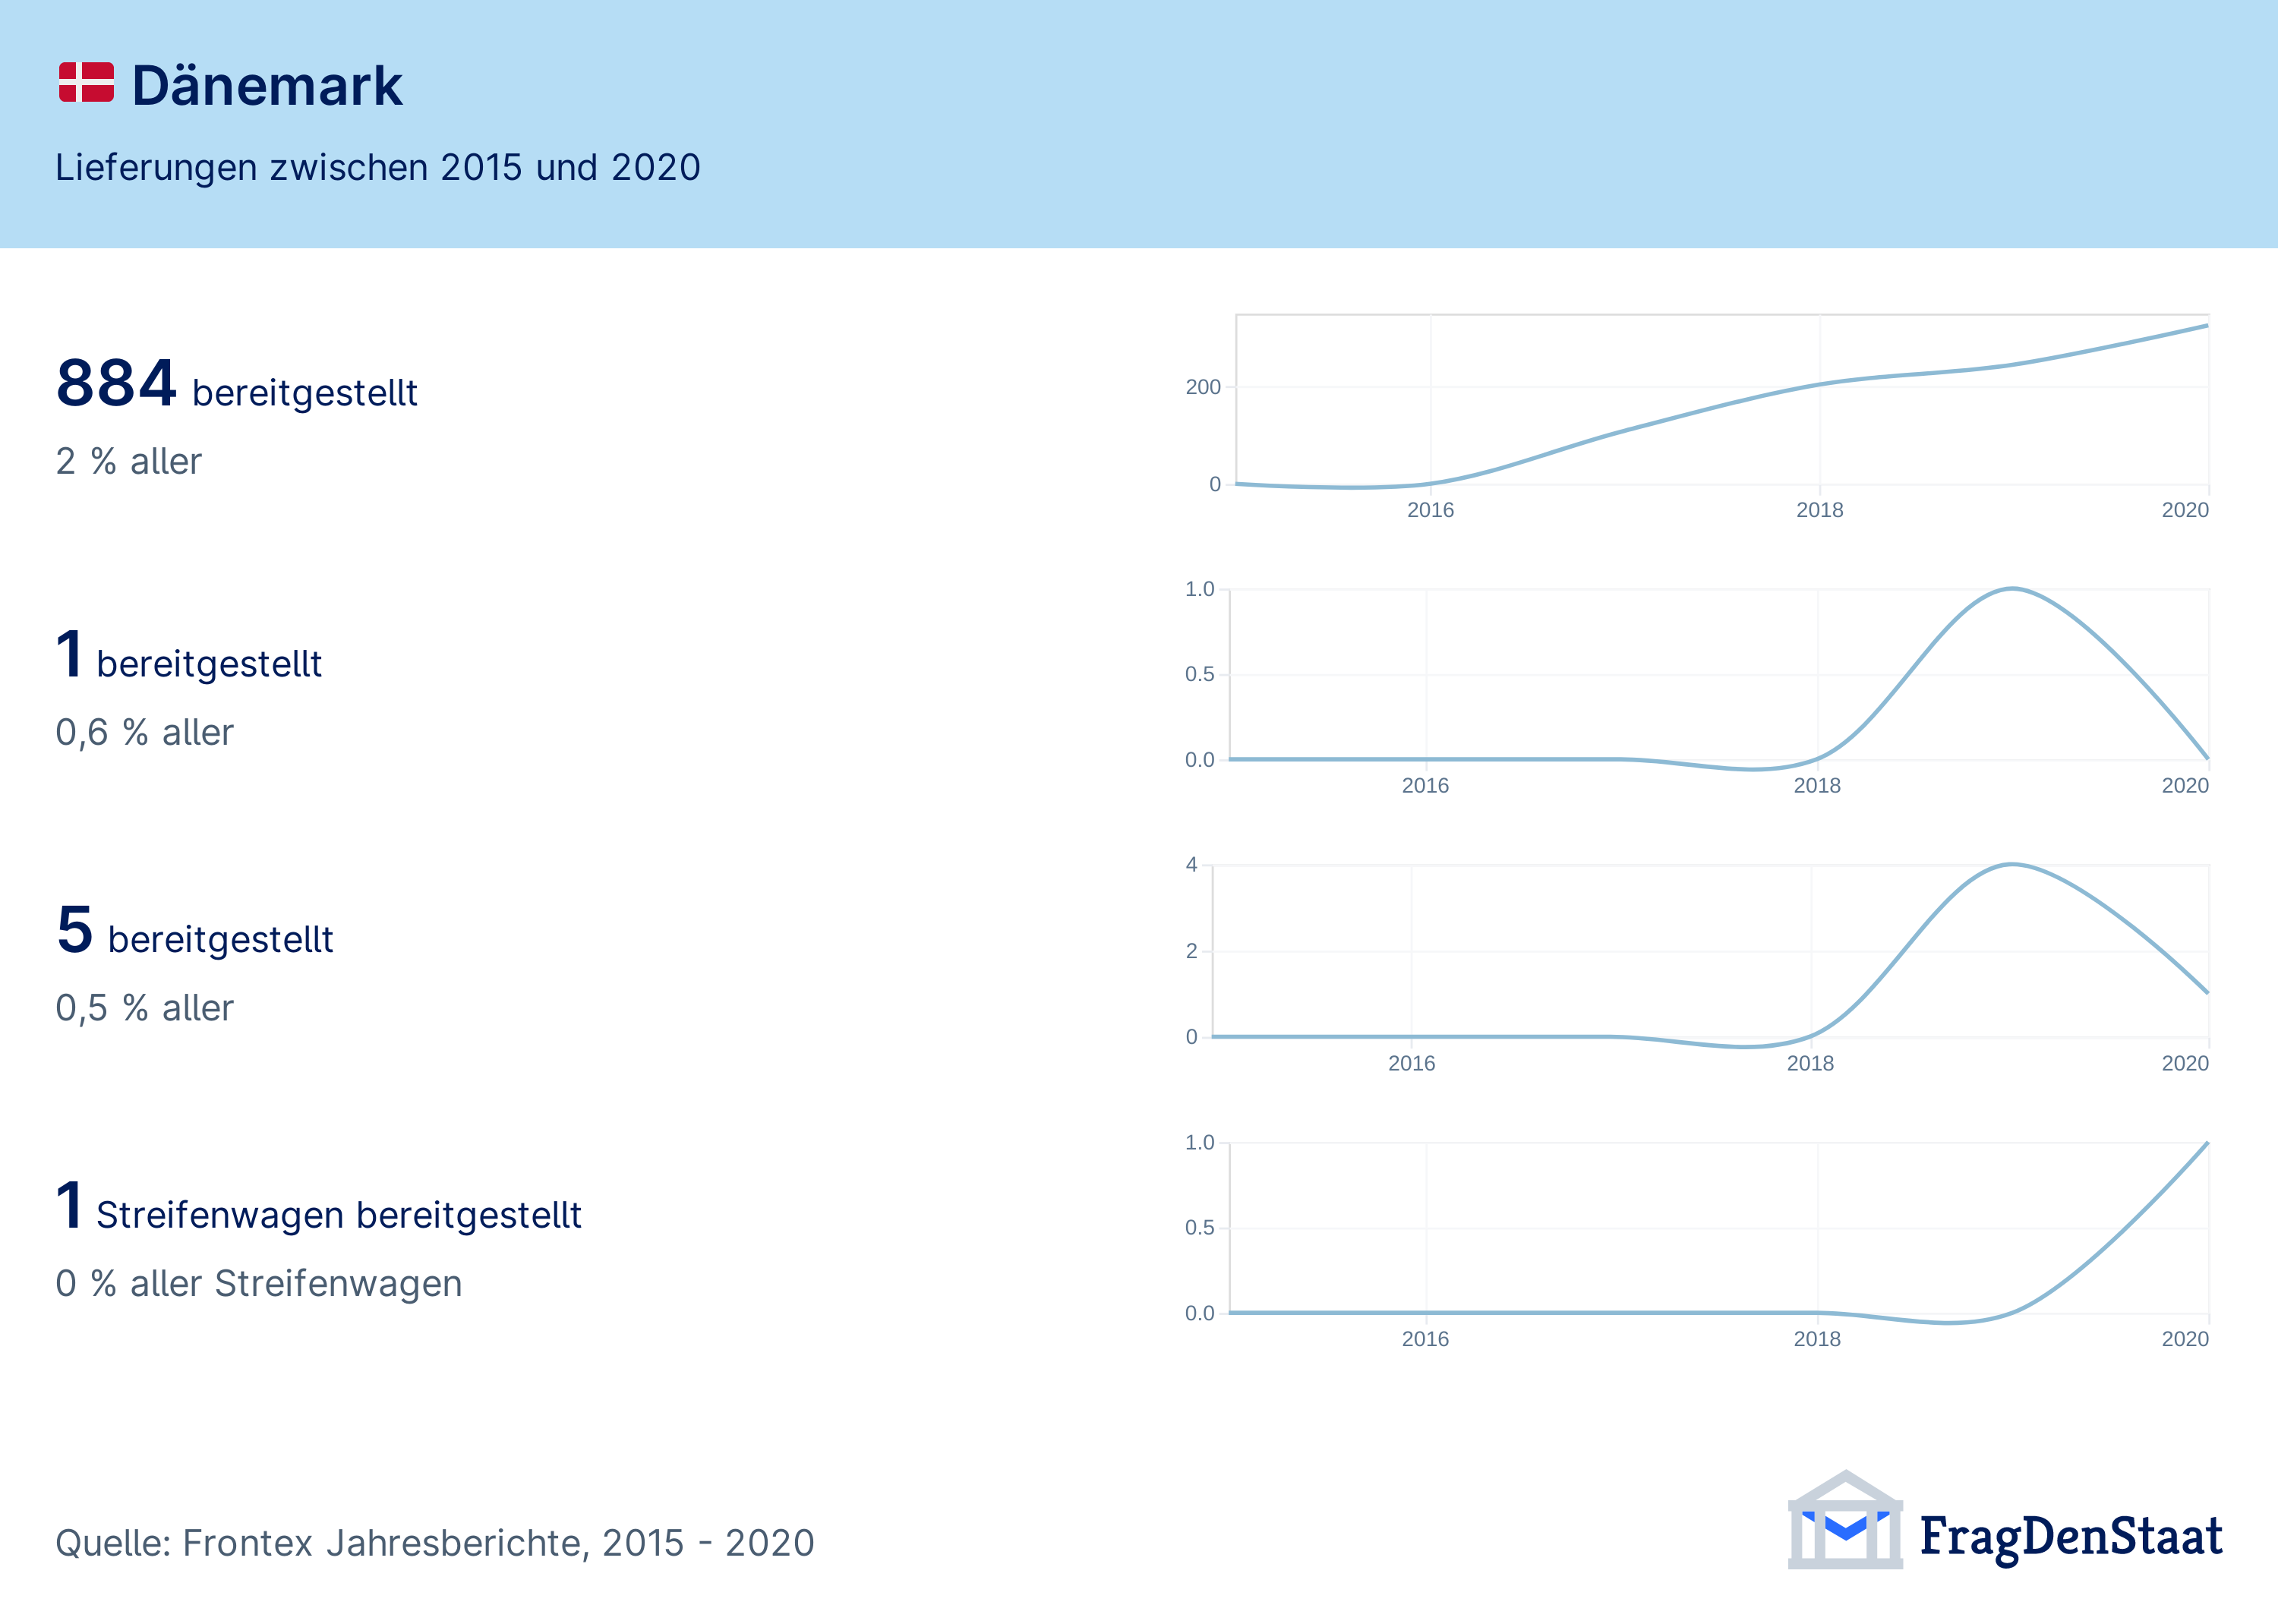 Dänemark
Lieferungen zwischen 2015 und 2020
884 bereitgestellt
2 % aller
200
0
2016
2018
2020
1 bereitgestellt
0,6 % aller
1.0
0.5
0.0
2016
2018
2020
5 bereitgestellt
0,5 % aller
4
2
0
2016
2018
2020
1 Streifenwagen bereitgestellt
0 % aller Streifenwagen
1.0
0.5
0.0
2016
2018
2020
Quelle: Frontex Jahresberichte, 2015 - 2020
FragDenStaat